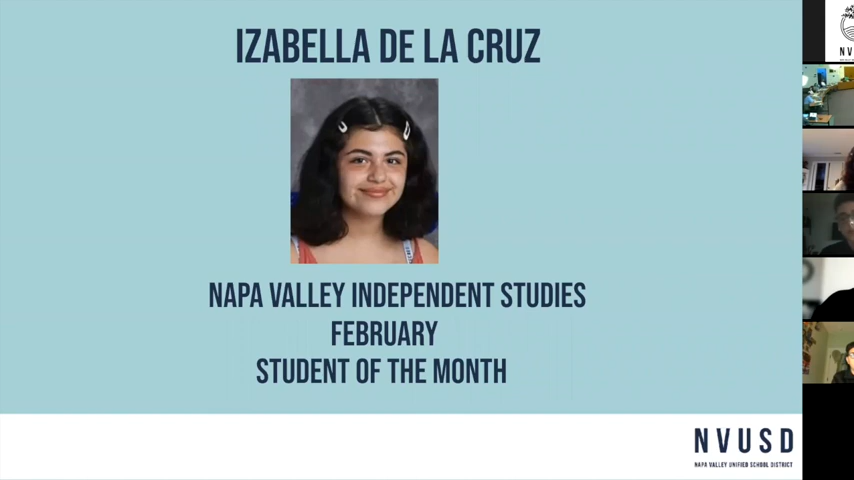 IZABELLA DE LA CRUZ
NAPA VALLEY INDEPENDENT STUDIES
FEBRUARY
STUDENT OF THE MONTH
NVUSD
NAPA VALLEY UNIFIED SCHOOL DISTRICT
NV